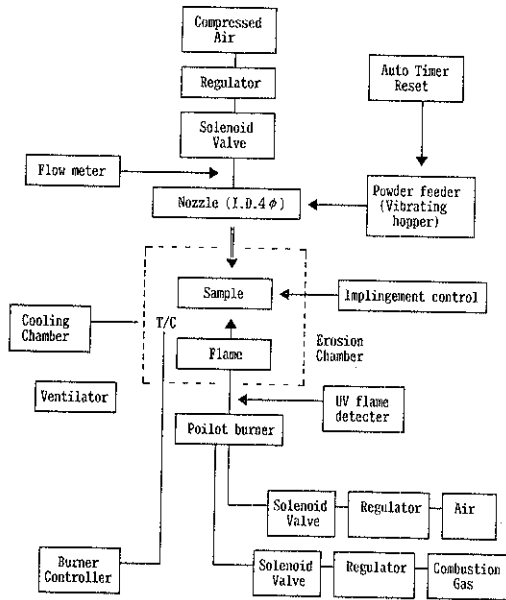 Compressed
Air
Regulator
Auto Timer
Reset
Solenoid
Valve
Flow meter
Nozzle (I.D.4 ϕ)
Powder feeder
(Vibrating
hopper)
Sample
Implingement control
Cooling
Chamber
T/C
Flame
Erosion
Chamber
Ventilator
UV flame
detecter
Poilot burner
Solenoid
Valve
Regulator
Air
Burner
Controller
Solenoid
Valve
Regulator
Combustion
Gas